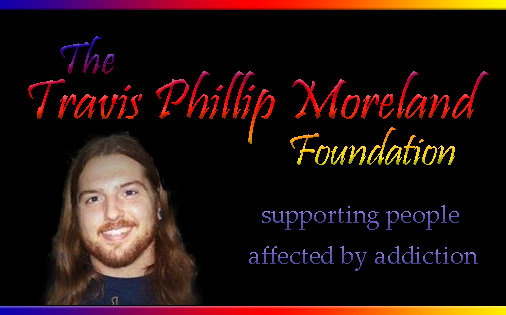 The
Travis Phillip Moreland
Foundation
supporting people
affected by addiction